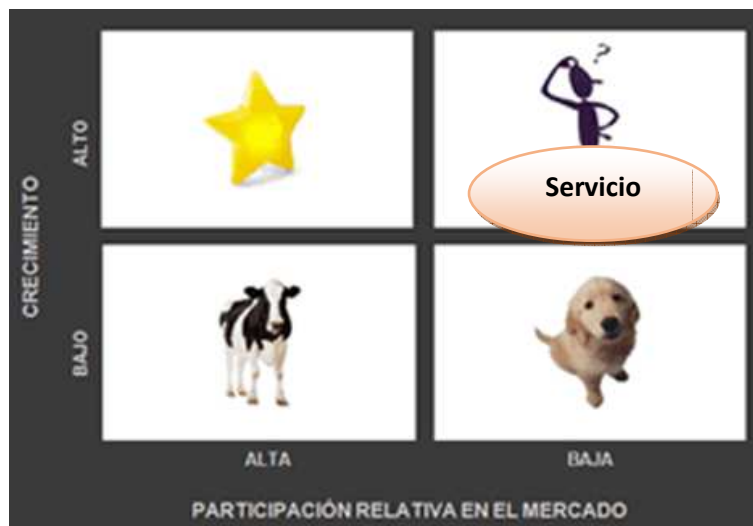 ALTO
?
Servicio
CRECIMIENTO
BAJO
ALTA
BAJA
PARTICIPACIÓN RELATIVA EN EL MERCADO